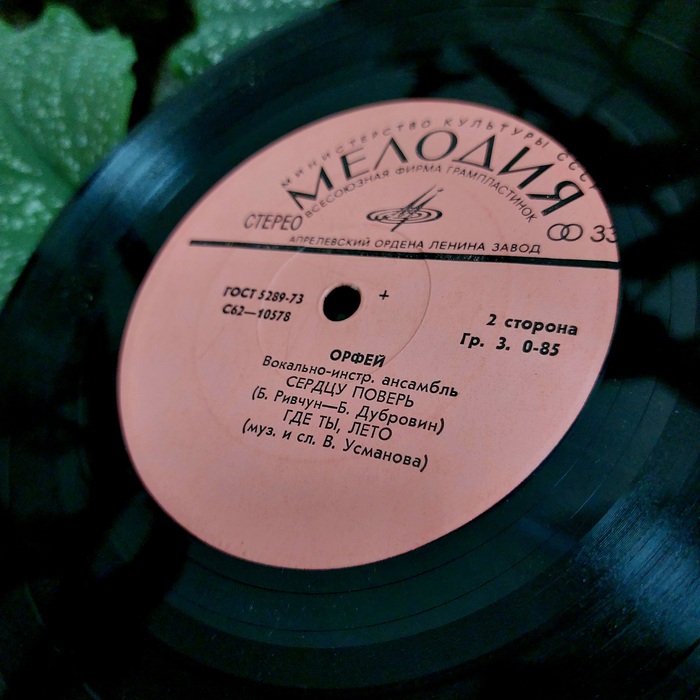 МИНИСТЕРСТВО КУЛЬТУРЫ СССР
МЕЛОДИЯ
ВСЕСОЮЗНАЯ ФИРМА ГРАМПЛАСТИНОК
СТЕРЕО
33
АПРЕЛЕВСКИЙ ОРДЕНА ЛЕНИНА ЗАВОД
ГОСТ 5289-73
С62—10578
2 сторона
Гр. 3. 0-85
ОРФЕЙ
Вокально-инстр. ансамбль
СЕРДЦУ ПОВЕРЬ
(Б. Ривчун—Б. Дубровин)
ГДЕ ТЫ, ЛЕТО
(муз. и сл. В. Усманова)